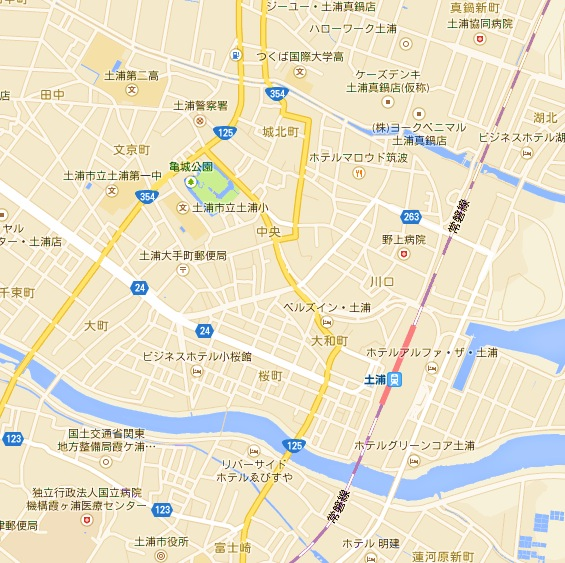 ジーユー・土浦真鍋店
真鍋新町
土浦協同病院
ハローワーク土浦
つくば国際大学高
土浦第二高
ケーズデンキ
土浦真鍋店(仮称)
田中
354
土浦警察署
125
城北町
(株)ヨークベニマル
土浦真鍋店
湖北
ビジネスホテル湖
文京町
亀城公園
ホテルマロウド筑波
土浦市立土浦第一中
354
土浦市立土浦小
263
常磐線
ヤル
ター・土浦店
中央
野上病院
土浦大手町郵便局
千束町
24
川口
大町
24
ベルズイン・土浦
大和町
ビジネスホテル小桜館
ホテルアルファ・ザ・土浦
桜町
土浦
123
国土交通省関東
地方整備局霞ケ浦…
125
ホテルグリーンコア土浦
リバーサイド
ホテルゑびすや
独立行政法人国立病院
機構霞ヶ浦医療センター
123
常磐線
津郵便局
土浦市役所
富士崎
ホテル 明建
蓮河原新町